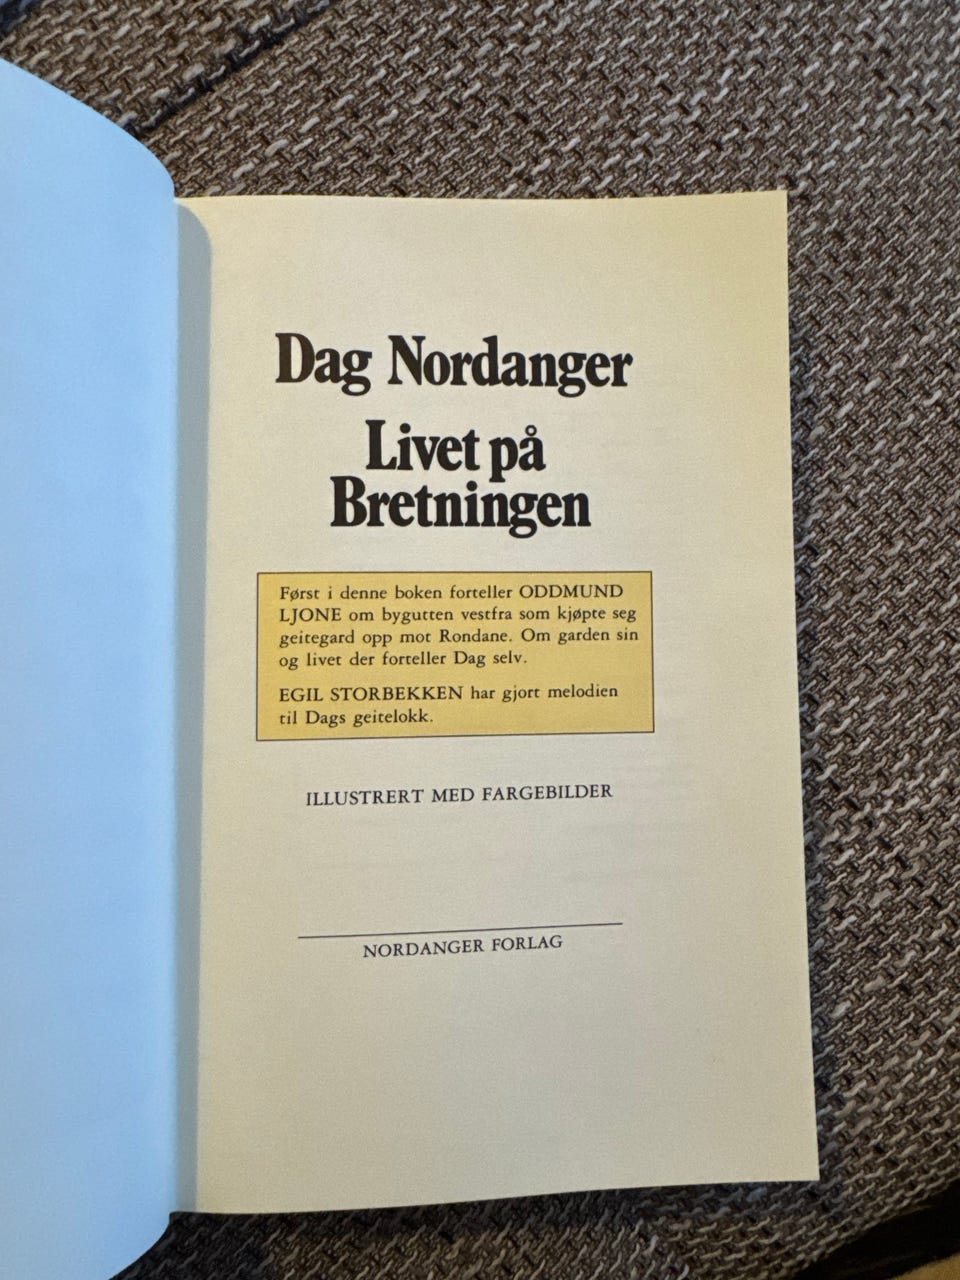 Dag Nordanger
Livet på
Bretningen
Først i denne boken forteller ODDMUND
LJONE om bygutten vestfra som kjøpte seg
geitegard opp mot Rondane. Om garden sin
og livet der forteller Dag selv.
EGIL STORBEKKEN har gjort melodien
til Dags geitelokk.
ILLUSTRERT MED FARGEBILDER
NORDANGER FORLAG